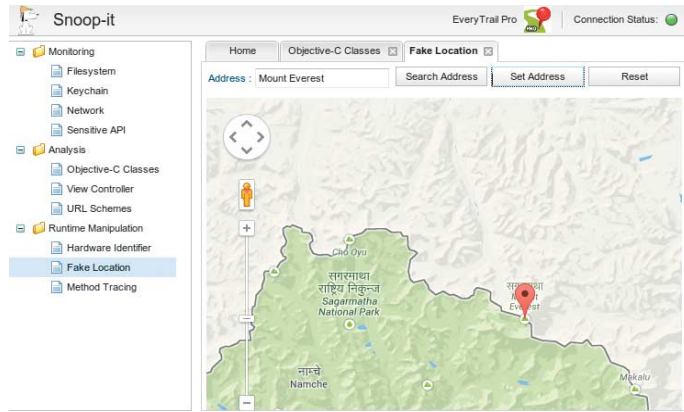 Snoop-it
EveryTrail Pro
PRO
Connection Status:
Monitoring
Filesystem
Keychain
Network
Sensitive API
Analysis
Objective-C Classes
View Controller
URL Schemes
Runtime Manipulation
Hardware Identifier
Fake Location
Method Tracing
Home
Objective-C Classes
Fake Location
Address :
Mount Everest
Search Address
Set Address
Reset
Cho Oyu
सगरमाथा
राष्ट्रिय निकुञ्ज
Sagarmatha
National Park
Everest
नाम्चे
Namche
Makalu